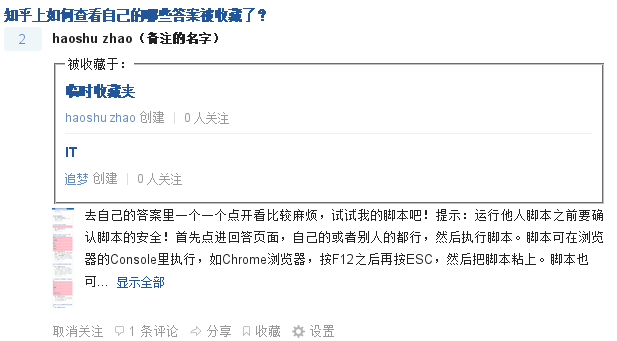 知乎上如何查看自己的哪些答案被收藏了？
2
haoshu zhao（备注的名字）
被收藏于：
临时收藏夹
haoshu zhao 创建 | 0 人关注
IT
追梦 创建 | 0 人关注
去自己的答案里一个一个点开看比较麻烦，试试我的脚本吧！提示：运行他人脚本之前要确
认脚本的安全！首先点进回答页面，自己的或者别人的都行，然后执行脚本。脚本可在浏览
器的Console里执行，如Chrome浏览器，按F12之后再按ESC，然后把脚本粘上。脚本也
可... 显示全部
取消关注 1 条评论 分享 收藏 设置